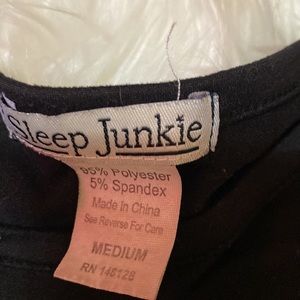 Sleep Junkie
95% Polyester
5% Spandex
Made In China
See Reverse For Care
MEDIUM
RN 146128